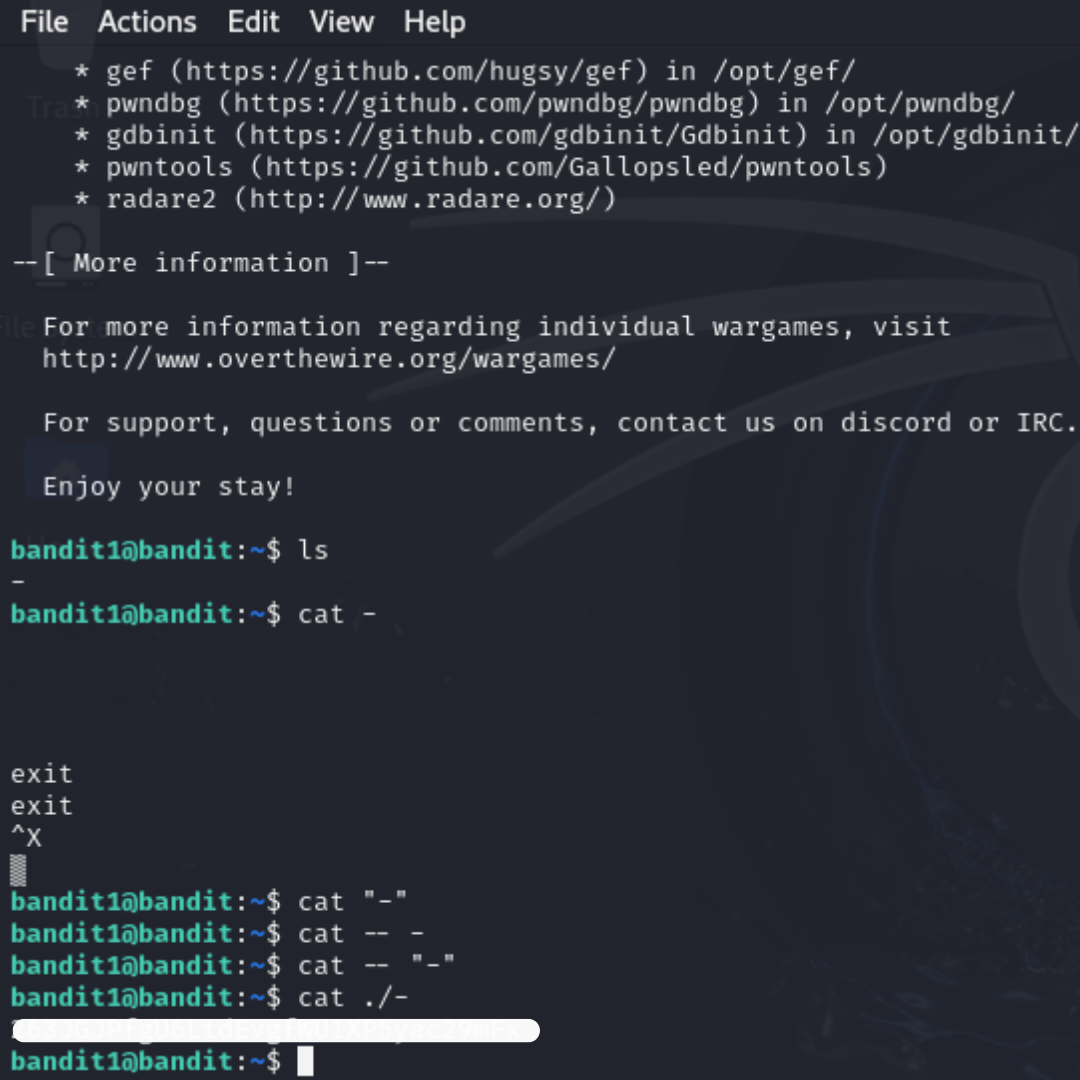 File Actions Edit View Help
* gef (https://github.com/hugsy/gef) in /opt/gef/
* pwndbg (https://github.com/pwndbg/pwndbg) in /opt/pwndbg/
* gdbinit (https://github.com/gdbinit/Gdbinit) in /opt/gdbinit/
* pwntools (https://github.com/Gallopsled/pwntools)
* radare2 (http://www.radare.org/)
--[ More information ]--
For more information regarding individual wargames, visit
http://www.overthewire.org/wargames/
For support, questions or comments, contact us on discord or IRC.
Enjoy your stay!
bandit1@bandit:~$ ls
-
bandit1@bandit:~$ cat -
exit
exit
^X
bandit1@bandit:~$ cat "-"
bandit1@bandit:~$ cat -- -
bandit1@bandit:~$ cat -- "-"
bandit1@bandit:~$ cat ./-
bandit1@bandit:~$